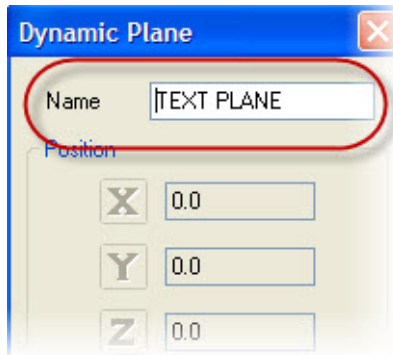 Dynamic Plane
Name TEXT PLANE
Position
X 0.0
Y 0.0
Z 0.0